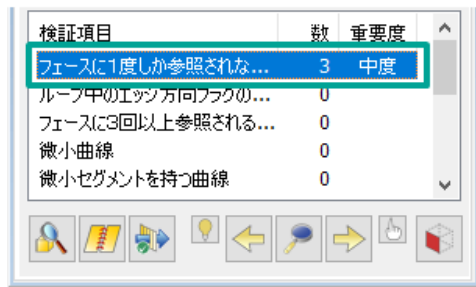 検証項目 数 重要度
フェースに1度しか参照されな... 3 中度
ループ中のエッジ方向フラグの... 0
フェースに3回以上参照される... 0
微小曲線 0
微小セグメントを持つ曲線 0